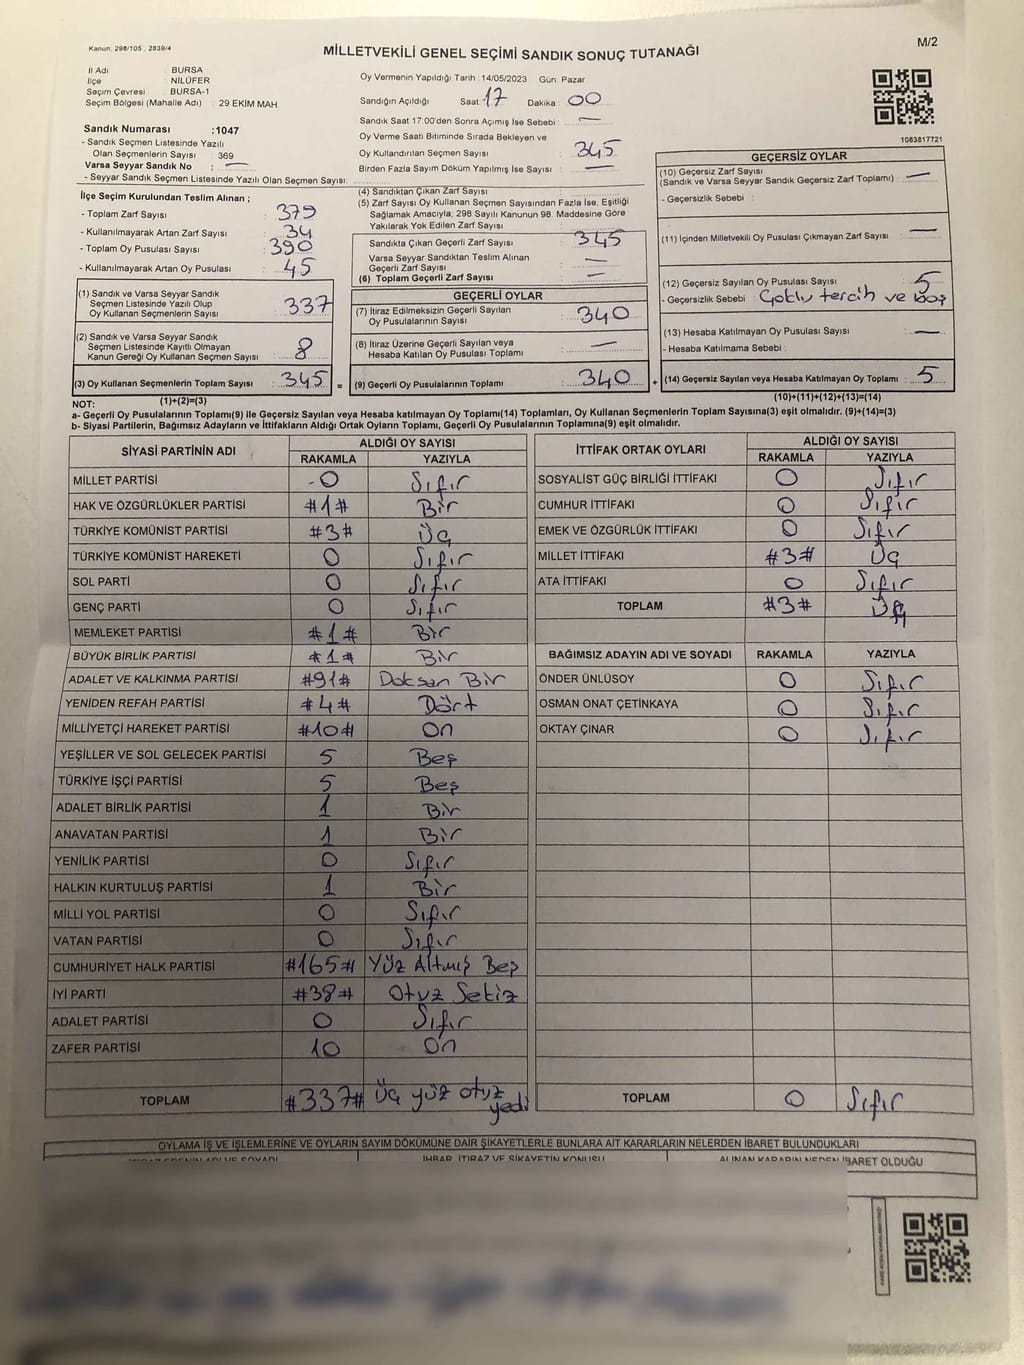 Kanun: 298/105 , 2839/4
MİLLETVEKİLİ GENEL SEÇİMİ SANDIK SONUÇ TUTANAĞI
M/2
İl Adı : BURSA
İlçe : NİLÜFER
Seçim Çevresi : BURSA-1
Seçim Bölgesi (Mahalle Adı) : 29 EKİM MAH.
Sandık Numarası :1047
- Sandık Seçmen Listesinde Yazılı
Olan Seçmenlerin Sayısı : 369
Varsa Seyyar Sandık No : —
- Seyyar Sandık Seçmen Listesinde Yazılı Olan Seçmen Sayısı:
Oy Vermenin Yapıldığı Tarih : 14/05/2023 Gün: Pazar
Sandığın Açıldığı Saat : 17 Dakika : 00
Sandık Saat 17.00'den Sonra Açımış İse Sebebi : —
Oy Verme Saati Bitiminde Sırada Bekleyen ve
Oy Kullandırılan Seçmen Sayısı : 345
Birden Fazla Sayım Döküm Yapılmış İse Sayısı : —
1083817721
İlçe Seçim Kurulundan Teslim Alınan ;
- Toplam Zarf Sayısı : 379
- Kullanılmayarak Artan Zarf Sayısı : 34
- Toplam Oy Pusulası Sayısı : 390
- Kullanılmayarak Artan Oy Pusulası : 45
(4) Sandıktan Çıkan Zarf Sayısı :
(5) Zarf Sayısı Oy Kullanan Seçmen Sayısından Fazla İse, Eşitliği
Sağlamak Amacıyla, 298 Sayılı Kanunun 98. Maddesine Göre
Yakılarak Yok Edilen Zarf Sayısı :
Sandıkta Çıkan Geçerli Zarf Sayısı : 345
Varsa Seyyar Sandıktan Teslim Alınan
Geçerli Zarf Sayısı : —
(6) Toplam Geçerli Zarf Sayısı : —
GEÇERSİZ OYLAR
(10) Geçersiz Zarf Sayısı : —
(Sandık ve Varsa Seyyar Sandık Geçersiz Zarf Toplamı)
- Geçersizlik Sebebi :
(11) İçinden Milletvekili Oy Pusulası Çıkmayan Zarf Sayısı : —
(12) Geçersiz Sayılan Oy Pusulası Sayısı : 5
- Geçersizlik Sebebi : Çoklu tercih ve boş
(13) Hesaba Katılmayan Oy Pusulası Sayısı : —
- Hesaba Katılmama Sebebi :
(1) Sandık ve Varsa Seyyar Sandık
Seçmen Listesinde Yazılı Olup
Oy Kullanan Seçmenlerin Sayısı : 337
(2) Sandık ve Varsa Seyyar Sandık
Seçmen Listesinde Kayıtlı Olmayan
Kanun Gereği Oy Kullanan Seçmen Sayısı : 8
GEÇERLİ OYLAR
(7) İtiraz Edilmeksizin Geçerli Sayılan
Oy Pusulalarının Sayısı : 340
(8) İtiraz Üzerine Geçerli Sayılan veya
Hesaba Katılan Oy Pusulası Toplamı : —
(3) Oy Kullanan Seçmenlerin Toplam Sayısı : 345 = (9) Geçerli Oy Pusulalarının Toplamı : 340 + (14) Geçersiz Sayılan veya Hesaba Katılmayan Oy Toplamı : 5
NOT: (1)+(2)=(3) (10)+(11)+(12)+(13)=(14)
a- Geçerli Oy Pusulalarının Toplamı(9) ile Geçersiz Sayılan veya Hesaba katılmayan Oy Toplamı(14) Toplamları, Oy Kullanan Seçmenlerin Toplam Sayısına(3) eşit olmalıdır. (9)+(14)=(3)
b- Siyasi Partilerin, Bağımsız Adayların ve İttifakların Aldığı Ortak Oyların Toplamı, Geçerli Oy Pusulalarının Toplamına(9) eşit olmalıdır.
SİYASİ PARTİNİN ADI ALDIĞI OY SAYISI
RAKAMLA YAZIYLA
MİLLET PARTİSİ 0 Sıfır
HAK VE ÖZGÜRLÜKLER PARTİSİ #1# Bir
TÜRKİYE KOMÜNİST PARTİSİ #3# Üç
TÜRKİYE KOMÜNİST HAREKETİ 0 Sıfır
SOL PARTİ 0 Sıfır
GENÇ PARTİ 0 Sıfır
MEMLEKET PARTİSİ #1# Bir
BÜYÜK BİRLİK PARTİSİ #1# Bir
ADALET VE KALKINMA PARTİSİ #91# Doksan Bir
YENİDEN REFAH PARTİSİ #4# Dört
MİLLİYETÇİ HAREKET PARTİSİ #10# On
YEŞİLLER VE SOL GELECEK PARTİSİ 5 Beş
TÜRKİYE İŞÇİ PARTİSİ 5 Beş
ADALET BİRLİK PARTİSİ 1 Bir
ANAVATAN PARTİSİ 1 Bir
YENİLİK PARTİSİ 0 Sıfır
HALKIN KURTULUŞ PARTİSİ 1 Bir
MİLLİ YOL PARTİSİ 0 Sıfır
VATAN PARTİSİ 0 Sıfır
CUMHURİYET HALK PARTİSİ #165# Yüz Altmış Beş
İYİ PARTİ #38# Otuz Sekiz
ADALET PARTİSİ 0 Sıfır
ZAFER PARTİSİ 10 On
TOPLAM #337# Üç yüz otuz
yedi
İTTİFAK ORTAK OYLARI ALDIĞI OY SAYISI
RAKAMLA YAZIYLA
SOSYALİST GÜÇ BİRLİĞİ İTTİFAKI 0 Sıfır
CUMHUR İTTİFAKI 0 Sıfır
EMEK VE ÖZGÜRLÜK İTTİFAKI 0 Sıfır
MİLLET İTTİFAKI #3# Üç
ATA İTTİFAKI 0 Sıfır
TOPLAM #3# Üç
BAĞIMSIZ ADAYIN ADI VE SOYADI RAKAMLA YAZIYLA
ÖNDER ÜNLÜSOY 0 Sıfır
OSMAN ONAT ÇETİNKAYA 0 Sıfır
OKTAY ÇINAR 0 Sıfır
TOPLAM 0 Sıfır
OYLAMA İŞ VE İŞLEMLERİNE VE OYLARIN SAYIM DÖKÜMÜNE DAİR ŞİKAYETLERLE BUNLARA AİT KARARLARIN NELERDEN İBARET BULUNDUKLARI
İHBAR, İTİRAZ VE ŞİKAYETİN KONUSU ALINAN KARARIN NEDEN İBARET OLDUĞU